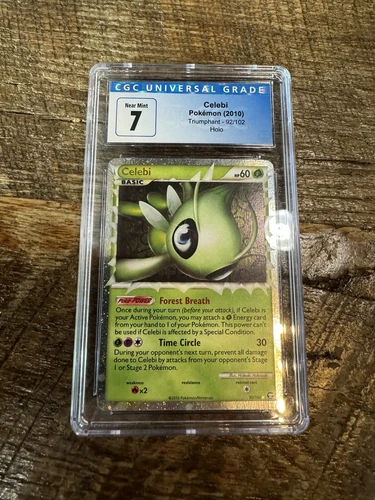 CGC UNIVERSAL GRADE
Near Mint
7
Celebi
Pokémon (2010)
Triumphant - 92/102
Holo
Celebi
HP60
BASIC
POKé-POWER Forest Breath
Once during your turn (before your attack), if Celebi is
your Active Pokémon, you may attach a Energy card
from your hand to 1 of your Pokémon. This power can't
be used if Celebi is affected by a Special Condition.
Time Circle 30
During your opponent's next turn, prevent all damage
done to Celebi by attacks from your opponent's Stage
1 or Stage 2 Pokémon.
weakness resistance retreat cost
×2